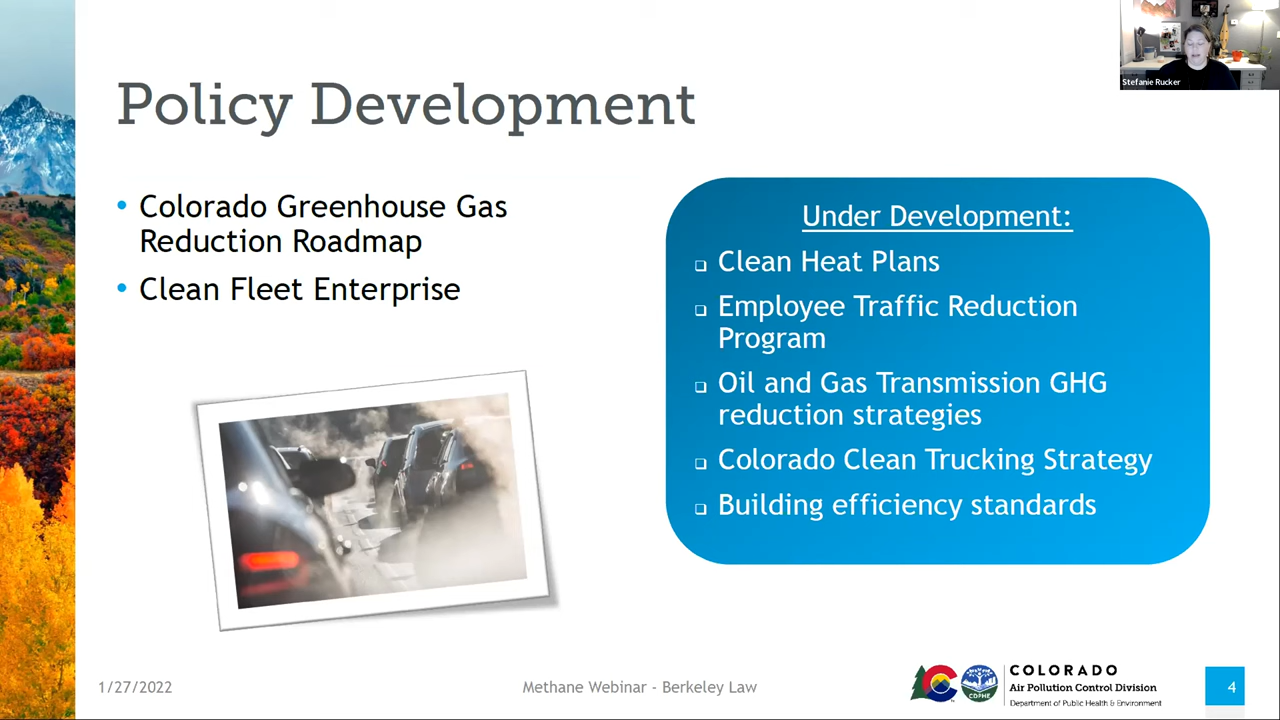 Stefanie Rucker
Policy Development
• Colorado Greenhouse Gas
Reduction Roadmap
• Clean Fleet Enterprise
Under Development:
❑ Clean Heat Plans
❑ Employee Traffic Reduction
Program
❑ Oil and Gas Transmission GHG
reduction strategies
❑ Colorado Clean Trucking Strategy
❑ Building efficiency standards
1/27/2022
Methane Webinar - Berkeley Law
CDPHE
COLORADO
Air Pollution Control Division
Department of Public Health & Environment
4